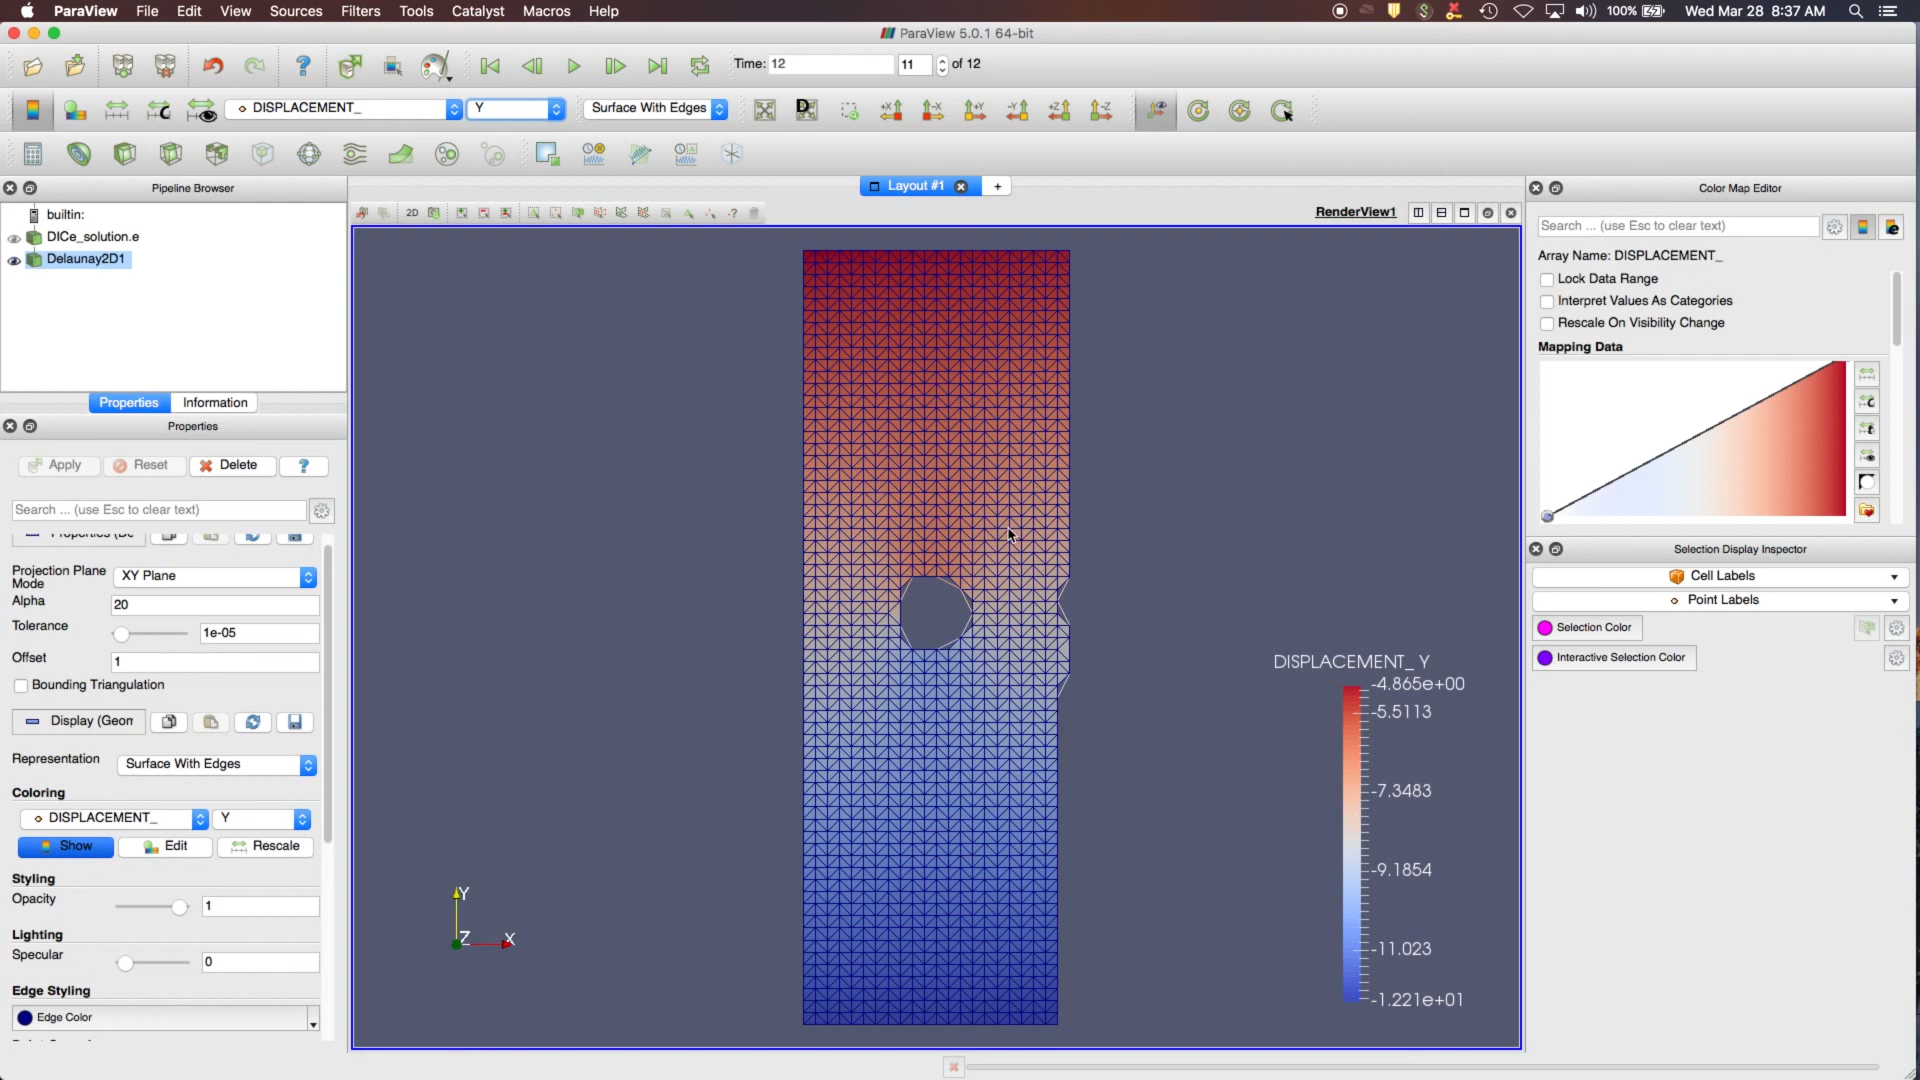 ParaView File Edit View Sources Filters Tools Catalyst Macros Help 100% Wed Mar 28 8:37 AM
ParaView 5.0.1 64-bit
Time: 12 11 of 12
DISPLACEMENT_ Y Surface With Edges
Pipeline Browser
builtin:
DICe_solution.e
Delaunay2D1
Properties Information
Properties
Apply Reset Delete ?
Search ... (use Esc to clear text)
Projection Plane Mode XY Plane
Alpha 20
Tolerance 1e-05
Offset 1
Bounding Triangulation
Display (Geon
Representation Surface With Edges
Coloring
DISPLACEMENT_ Y
Show Edit Rescale
Styling
Opacity 1
Lighting
Specular 0
Edge Styling
Edge Color
Layout #1 +
2D RenderView1
DISPLACEMENT_ Y
-4.865e+00
-5.5113
-7.3483
-9.1854
-11.023
-1.221e+01
Y
Z X
Color Map Editor
Search ... (use Esc to clear text)
Array Name: DISPLACEMENT_
Lock Data Range
Interpret Values As Categories
Rescale On Visibility Change
Mapping Data
Selection Display Inspector
Cell Labels
Point Labels
Selection Color
Interactive Selection Color